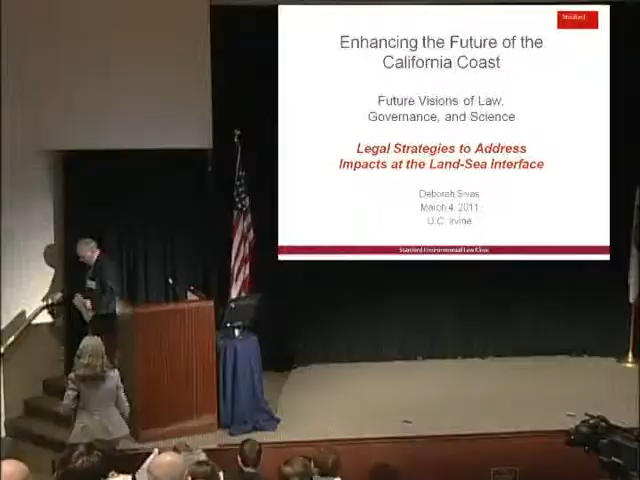 Stanford
Enhancing the Future of the
California Coast
Future Visions of Law,
Governance, and Science
Legal Strategies to Address
Impacts at the Land-Sea Interface
Deborah Sivas
March 4, 2011
U.C. Irvine
Stanford Environmental Law Clinic